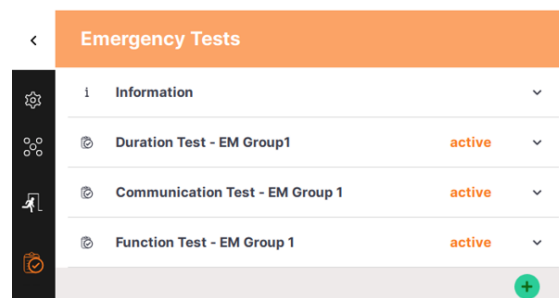 Emergency Tests
i Information
Duration Test - EM Group1 active
Communication Test - EM Group 1 active
Function Test - EM Group 1 active